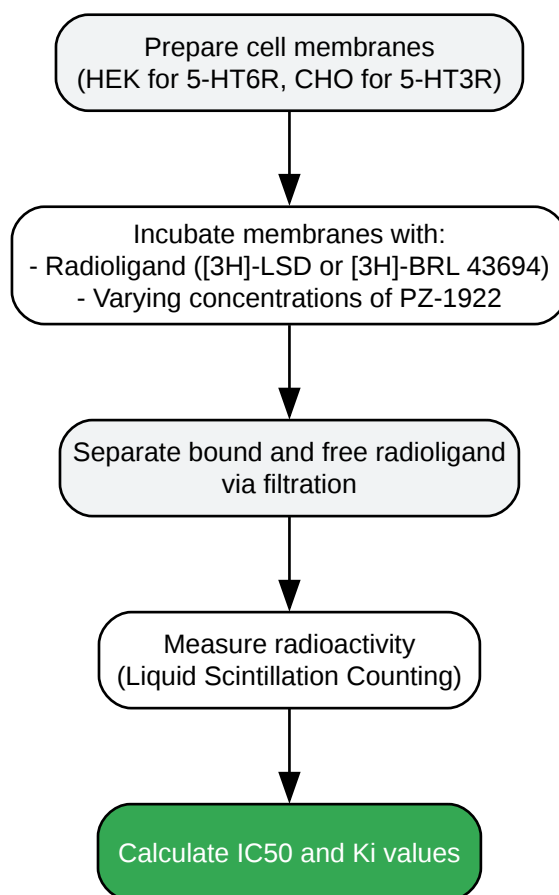 Prepare cell membranes
(HEK for 5-HT6R, CHO for 5-HT3R)
Incubate membranes with:
- Radioligand ([3H]-LSD or [3H]-BRL 43694)
- Varying concentrations of PZ-1922
Separate bound and free radioligand
via filtration
Measure radioactivity
(Liquid Scintillation Counting)
Calculate IC50 and Ki values